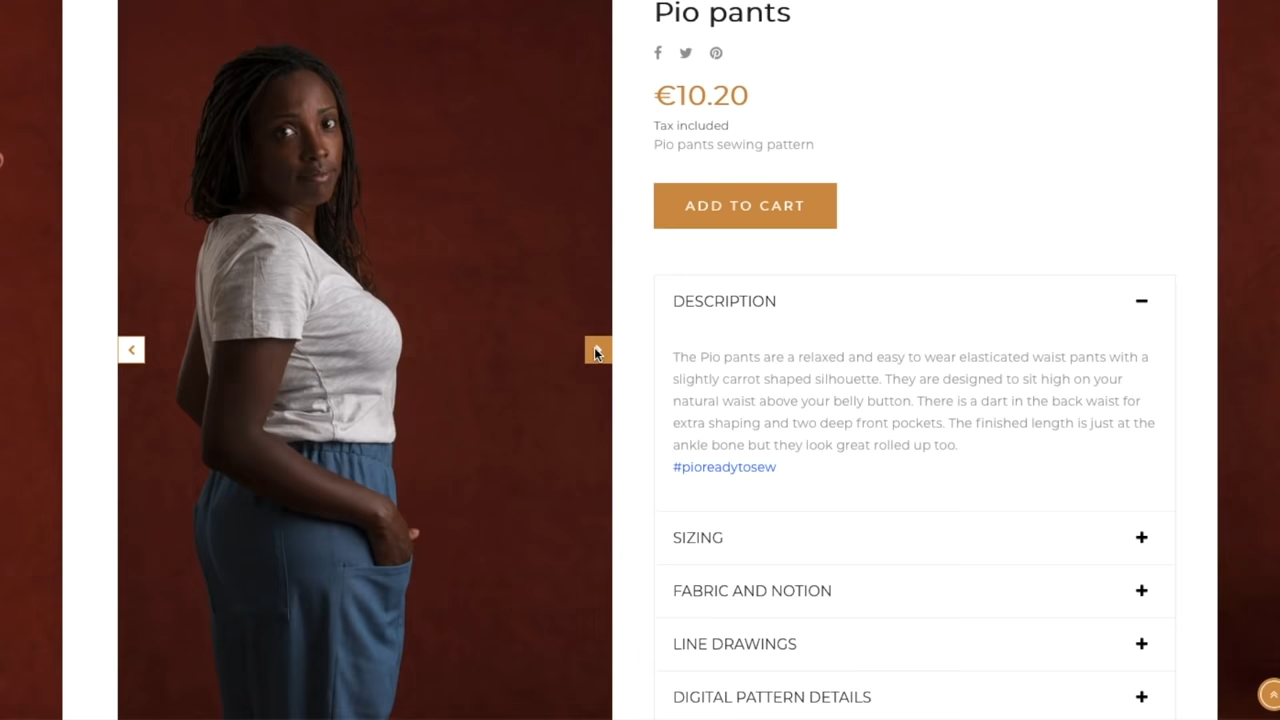 Pio pants
€10.20
Tax included
Pio pants sewing pattern
ADD TO CART
DESCRIPTION
The Pio pants are a relaxed and easy to wear elasticated waist pants with a
slightly carrot shaped silhouette. They are designed to sit high on your
natural waist above your belly button. There is a dart in the back waist for
extra shaping and two deep front pockets. The finished length is just at the
ankle bone but they look great rolled up too.
#pioreadytosew
SIZING
FABRIC AND NOTION
LINE DRAWINGS
DIGITAL PATTERN DETAILS